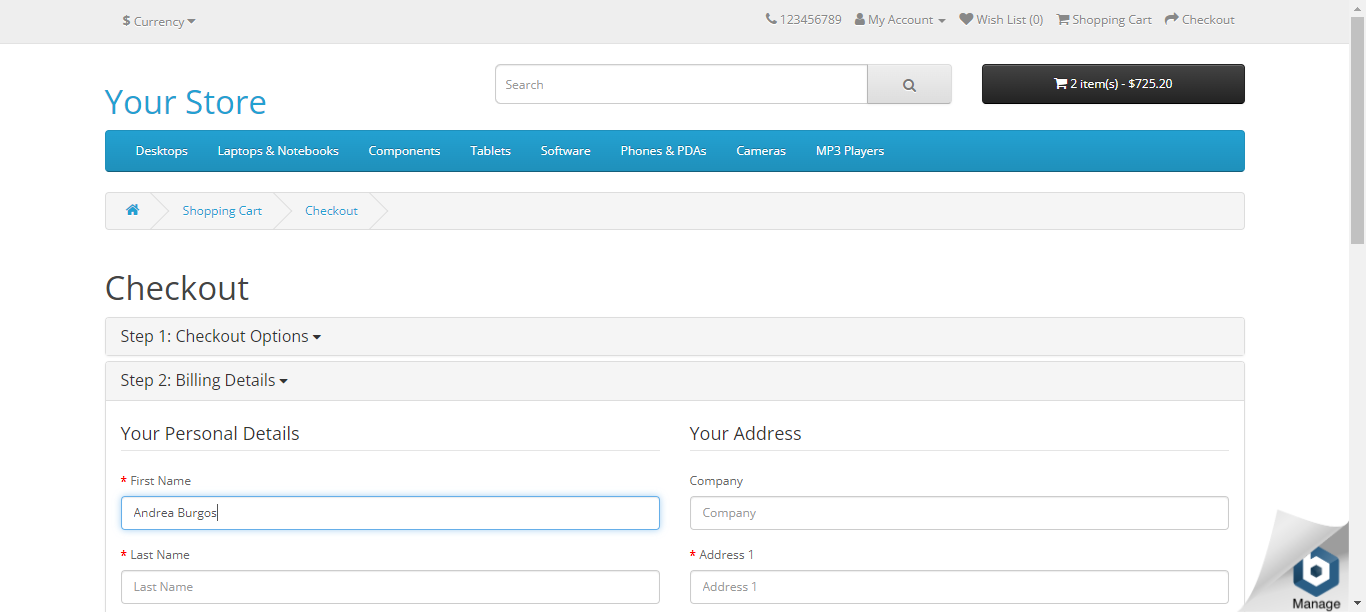 $ Currency
123456789 My Account Wish List (0) Shopping Cart Checkout
Your Store
Search
2 item(s) - $725.20
Desktops Laptops & Notebooks Components Tablets Software Phones & PDAs Cameras MP3 Players
Shopping Cart Checkout
Checkout
Step 1: Checkout Options
Step 2: Billing Details
Your Personal Details
* First Name
Andrea Burgos
* Last Name
Last Name
Your Address
Company
Company
* Address 1
Address 1
b
Manage